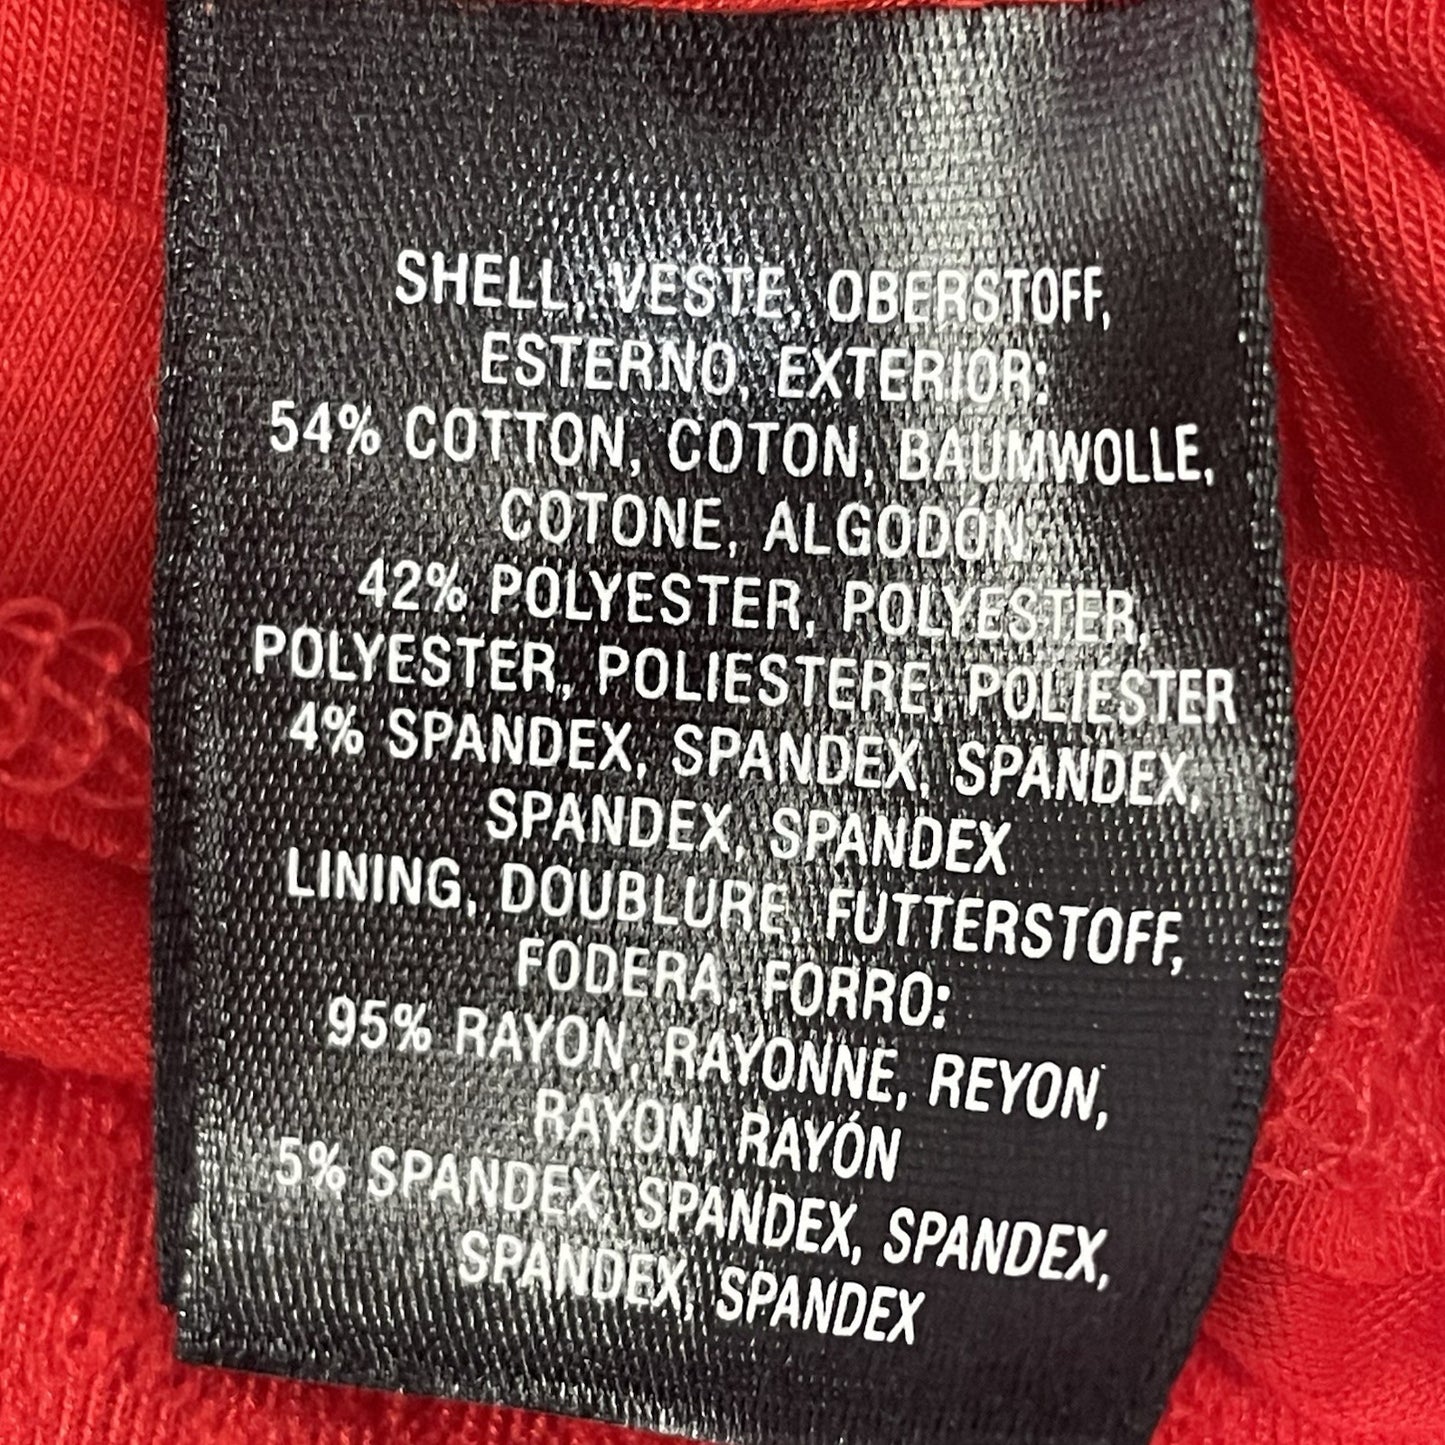 SHELL, VESTE, OBERSTOFF,
ESTERNO, EXTERIOR:
54% COTTON, COTON, BAUMWOLLE,
COTONE, ALGODÓN
42% POLYESTER, POLYESTER,
POLYESTER, POLIESTERE, POLIÉSTER
4% SPANDEX, SPANDEX, SPANDEX,
SPANDEX, SPANDEX
LINING, DOUBLURE, FUTTERSTOFF,
FODERA, FORRO:
95% RAYON, RAYONNE, REYON,
RAYON, RAYÓN
5% SPANDEX, SPANDEX, SPANDEX,
SPANDEX, SPANDEX